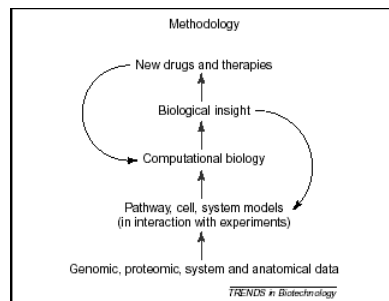 Methodology
New drugs and therapies
Biological insight
Computational biology
Pathway, cell, system models
(in interaction with experiments)
Genomic, proteomic, system and anatomical data
TRENDS in Biotechnology